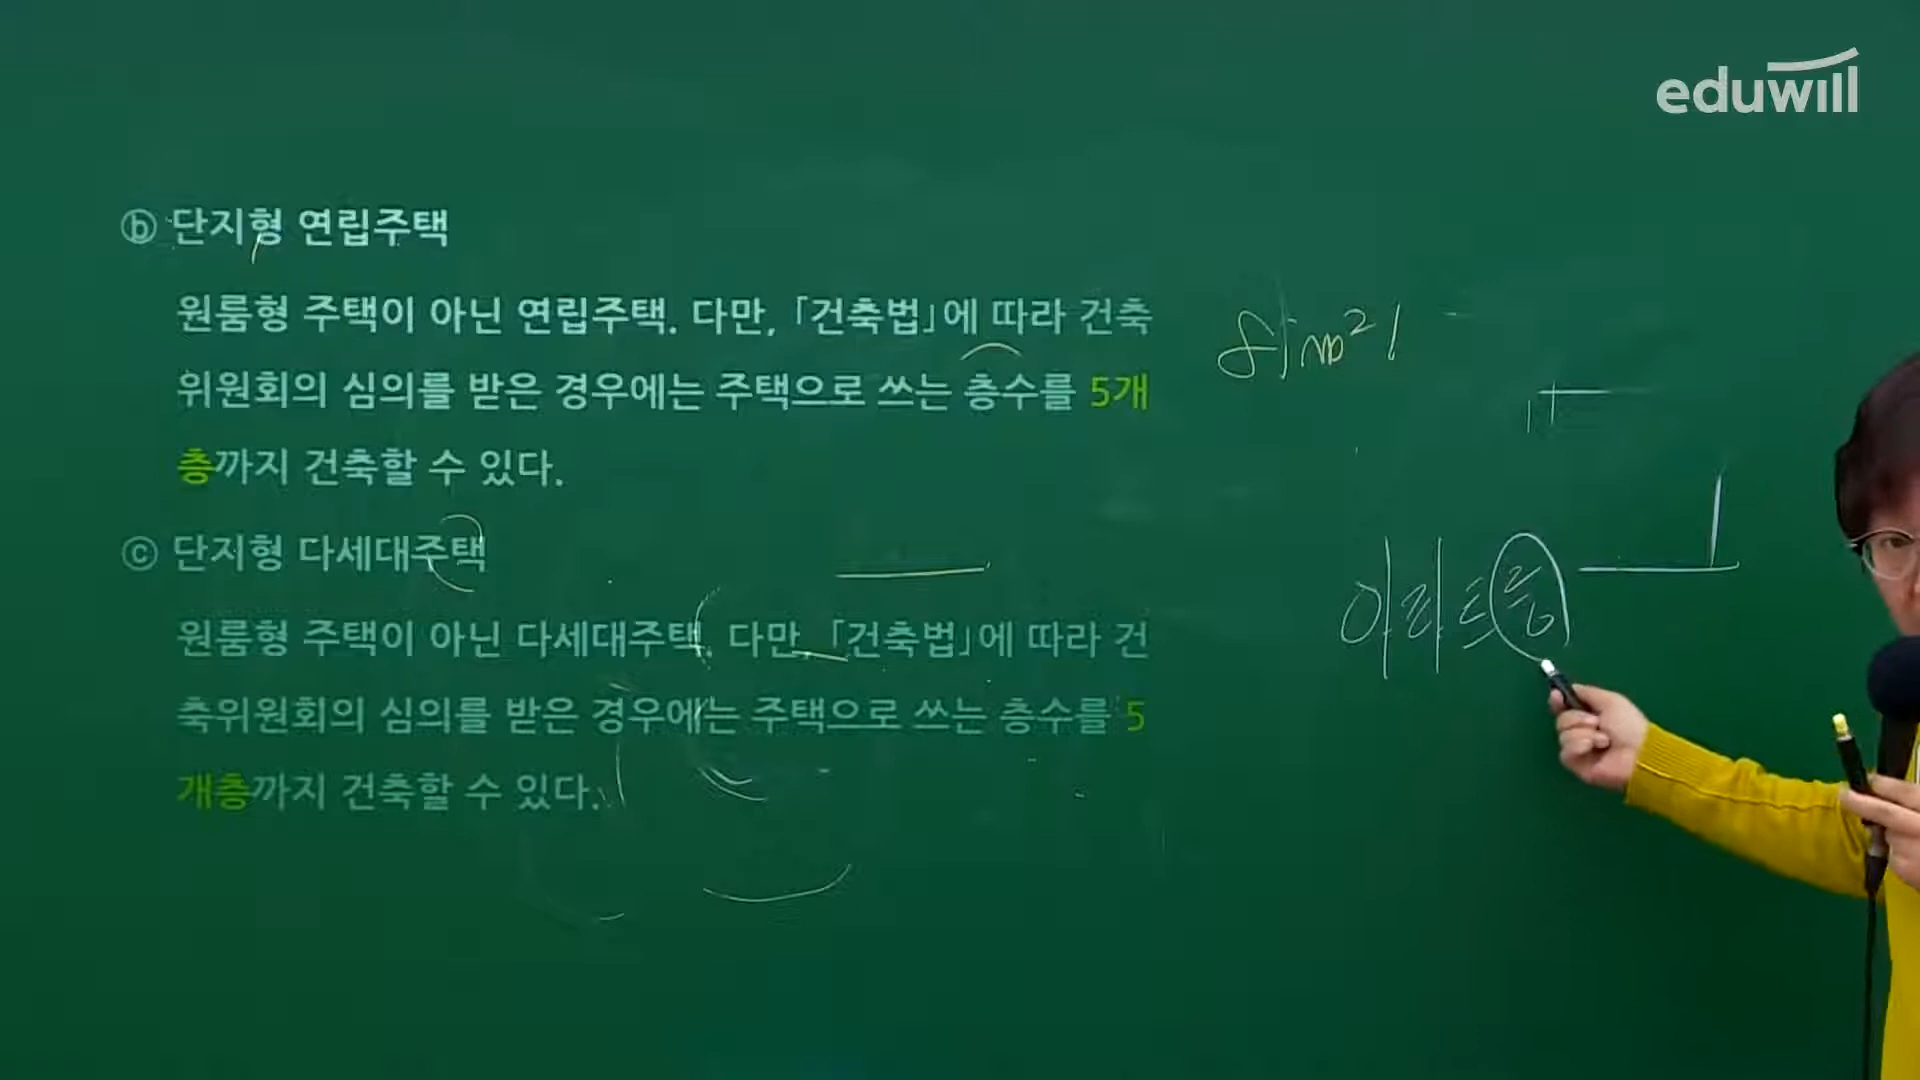 eduwill
ⓑ 단지형 연립주택
원룸형 주택이 아닌 연립주택. 다만, 「건축법」에 따라 건축
위원회의 심의를 받은 경우에는 주택으로 쓰는 층수를 5개
층까지 건축할 수 있다.
ⓒ 단지형 다세대주택
원룸형 주택이 아닌 다세대주택. 다만, 「건축법」에 따라 건
축위원회의 심의를 받은 경우에는 주택으로 쓰는 층수를 5
개층까지 건축할 수 있다.